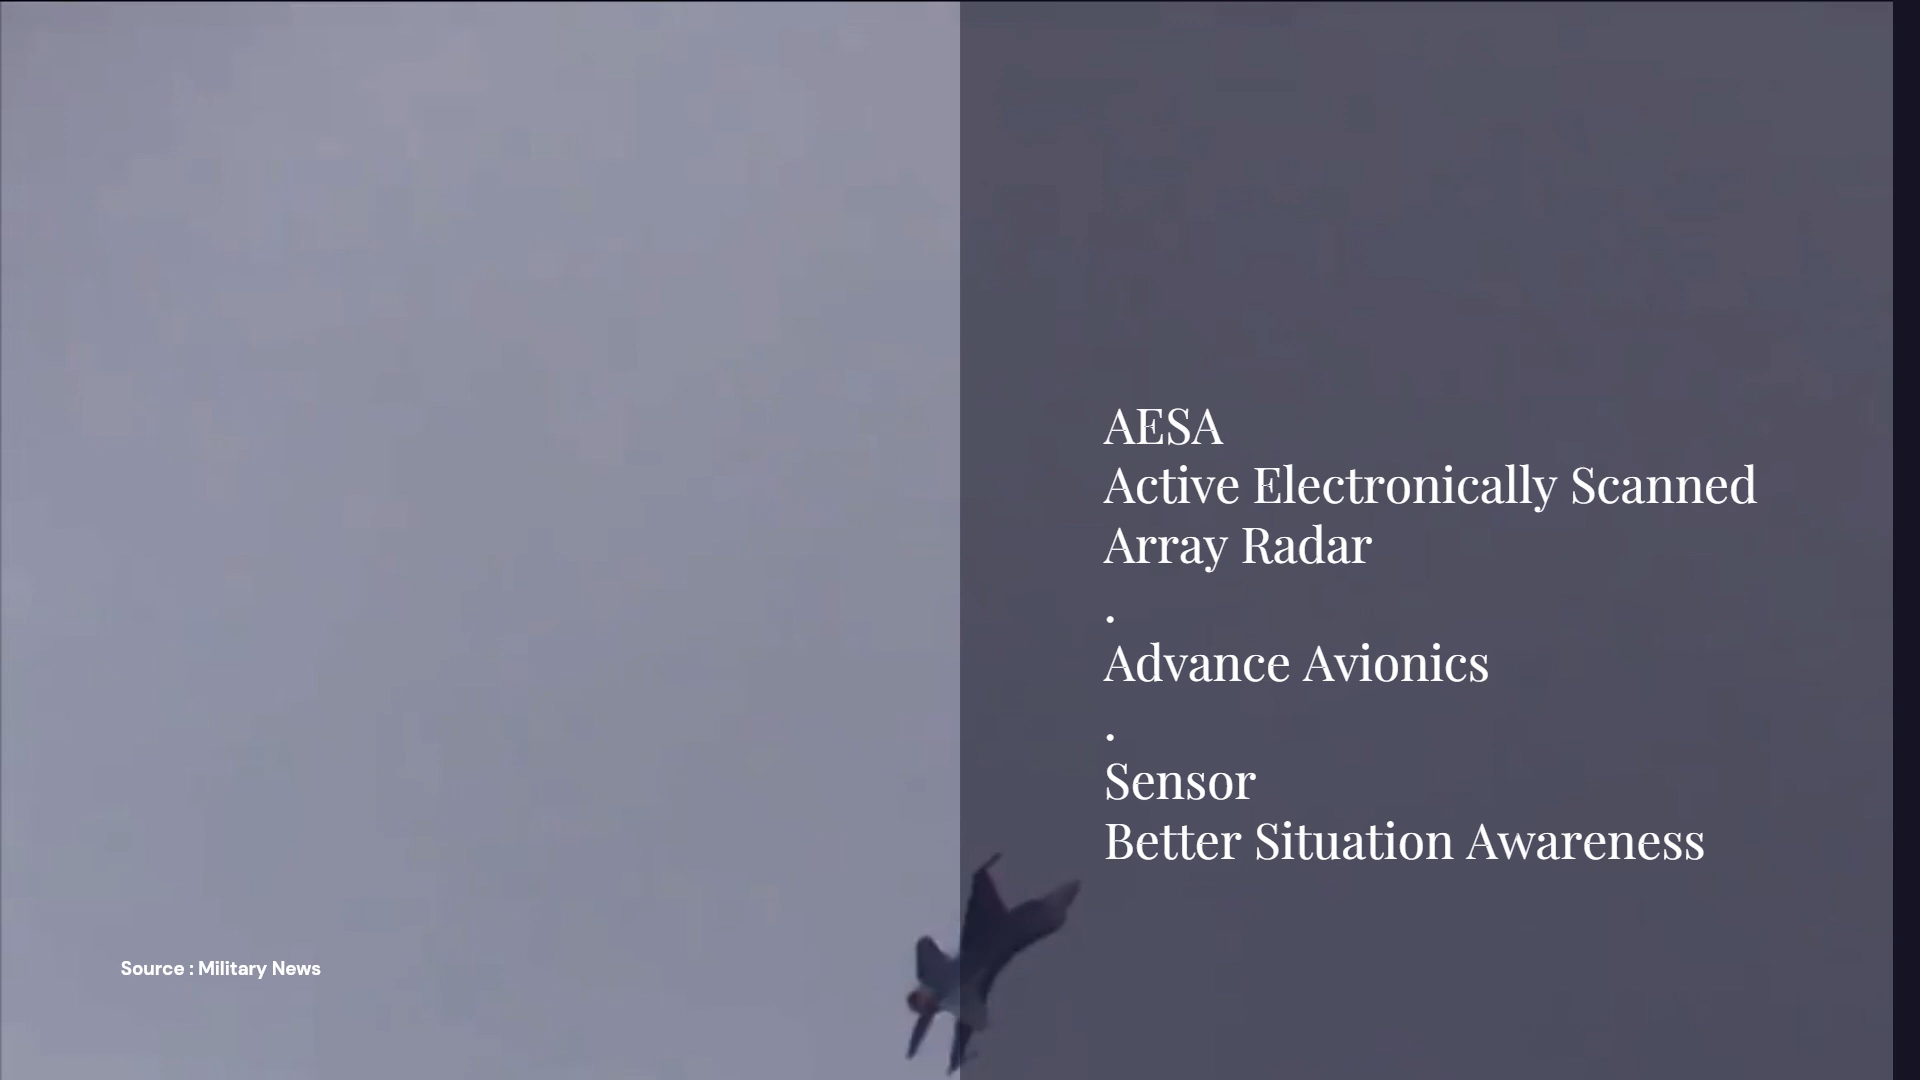 AESA
Active Electronically Scanned
Array Radar
.
Advance Avionics
.
Sensor
Better Situation Awareness
Source : Military News